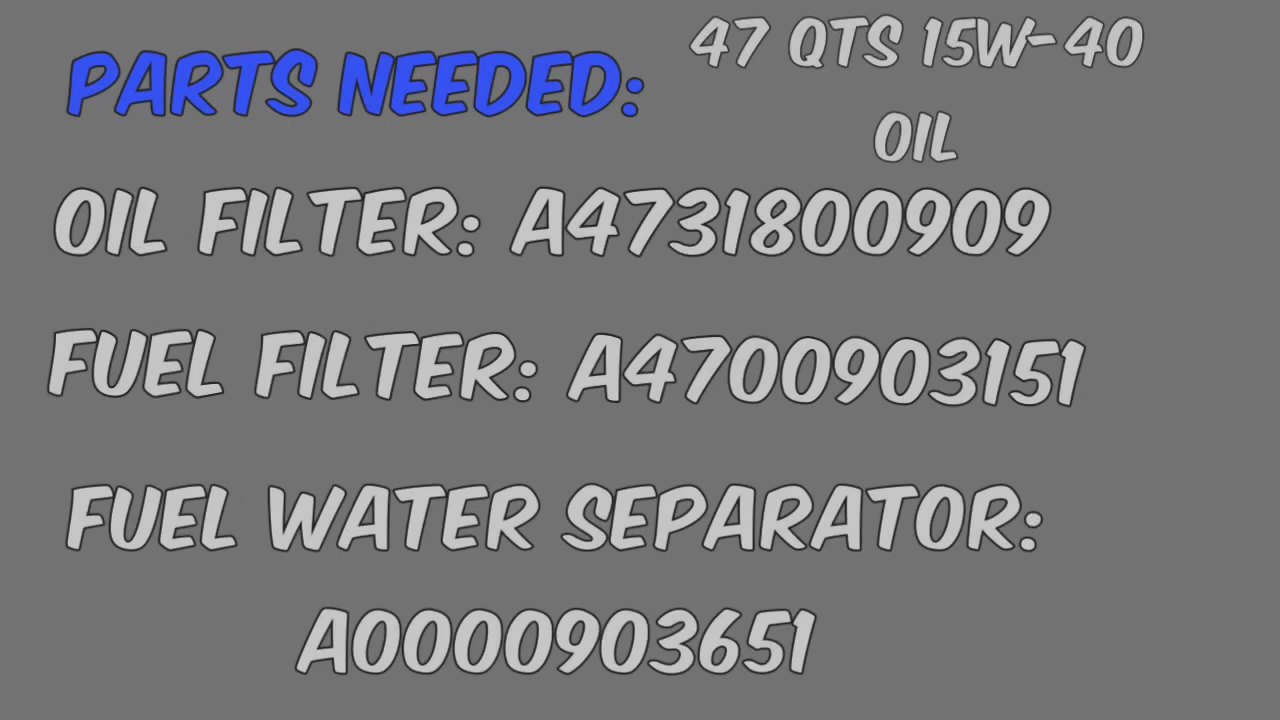 PARTS NEEDED:
47 QTS 15W-40
OIL
OIL FILTER: A4731800909
FUEL FILTER: A4700903151
FUEL WATER SEPARATOR:
A0000903651